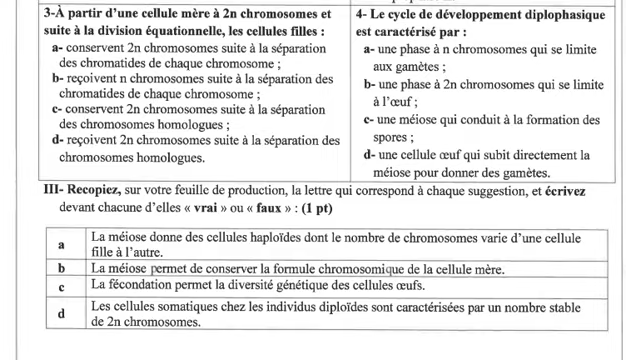 3-À partir d'une cellule mère à 2n chromosomes et
suite à la division équationnelle, les cellules filles :
a- conservent 2n chromosomes suite à la séparation
des chromatides de chaque chromosome ;
b- reçoivent n chromosomes suite à la séparation des
chromatides de chaque chromosome ;
c- conservent 2n chromosomes suite à la séparation
des chromosomes homologues ;
d- reçoivent 2n chromosomes suite à la séparation des
chromosomes homologues.
4- Le cycle de développement diplophasique
est caractérisé par :
a- une phase à n chromosomes qui se limite
aux gamètes ;
b- une phase à 2n chromosomes qui se limite
à l'œuf ;
c- une méiose qui conduit à la formation des
spores ;
d- une cellule œuf qui subit directement la
méiose pour donner des gamètes.
III- Recopiez, sur votre feuille de production, la lettre qui correspond à chaque suggestion, et écrivez
devant chacune d'elles « vrai » ou « faux » : (1 pt)
a La méiose donne des cellules haploïdes dont le nombre de chromosomes varie d'une cellule
fille à l'autre.
b La méiose permet de conserver la formule chromosomique de la cellule mère.
c La fécondation permet la diversité génétique des cellules œufs.
d Les cellules somatiques chez les individus diploïdes sont caractérisées par un nombre stable
de 2n chromosomes.